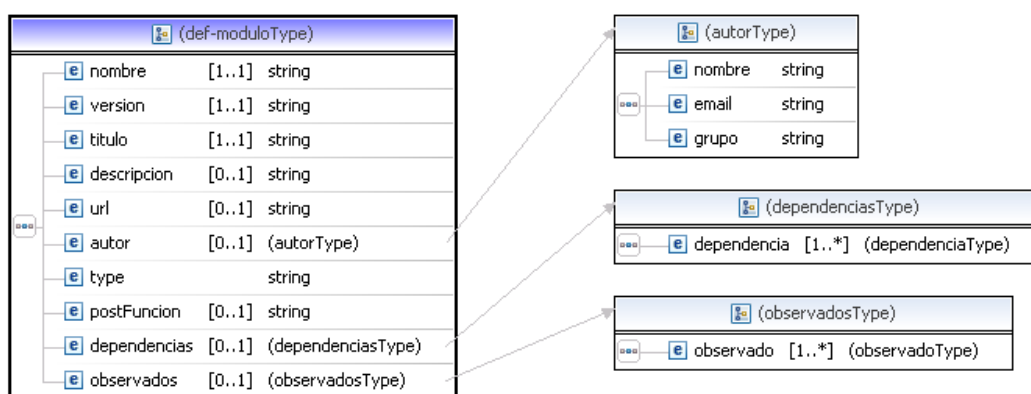 (def-moduloType)
nombre [1..1] string
version [1..1] string
titulo [1..1] string
descripcion [0..1] string
url [0..1] string
autor [0..1] (autorType)
type string
postFuncion [0..1] string
dependencias [0..1] (dependenciasType)
observados [0..1] (observadosType)
(autorType)
nombre string
email string
grupo string
(dependenciasType)
dependencia [1..*] (dependenciaType)
(observadosType)
observado [1..*] (observadoType)